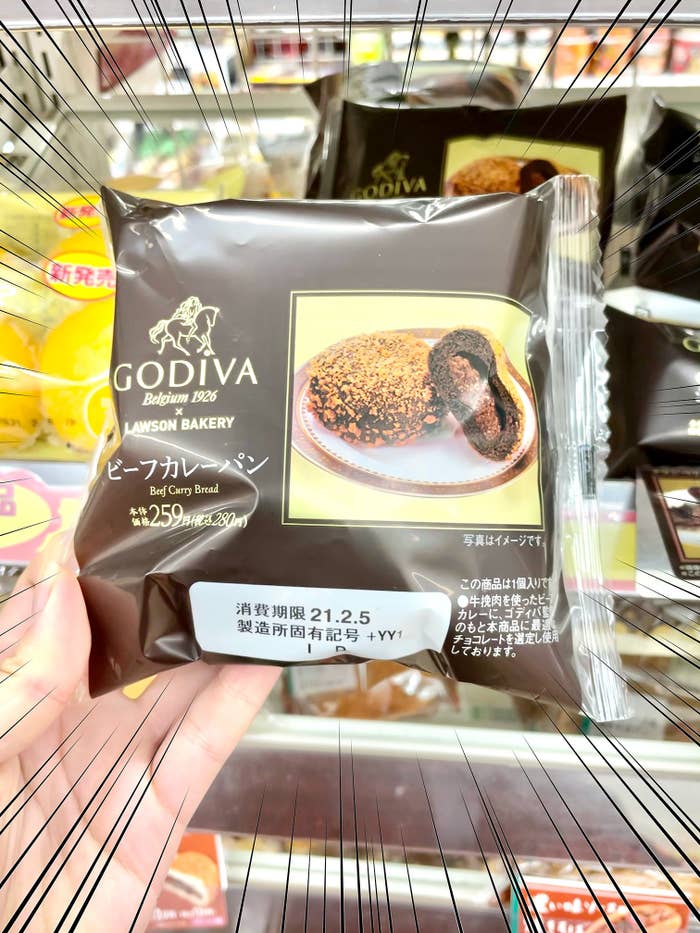 GODIVA
新発売
GODIVA
Belgium 1926
×
LAWSON BAKERY
ビーフカレーパン
Beef Curry Bread
本体価格259円(税込280円)
写真はイメージです
この商品は1個入りで
●牛挽肉を使ったビー
カレーに、ゴディバ監
のもと本商品に最適
チョコレートを選定し使用
しております。
消費期限 21.2.5
製造所固有記号 +YY1